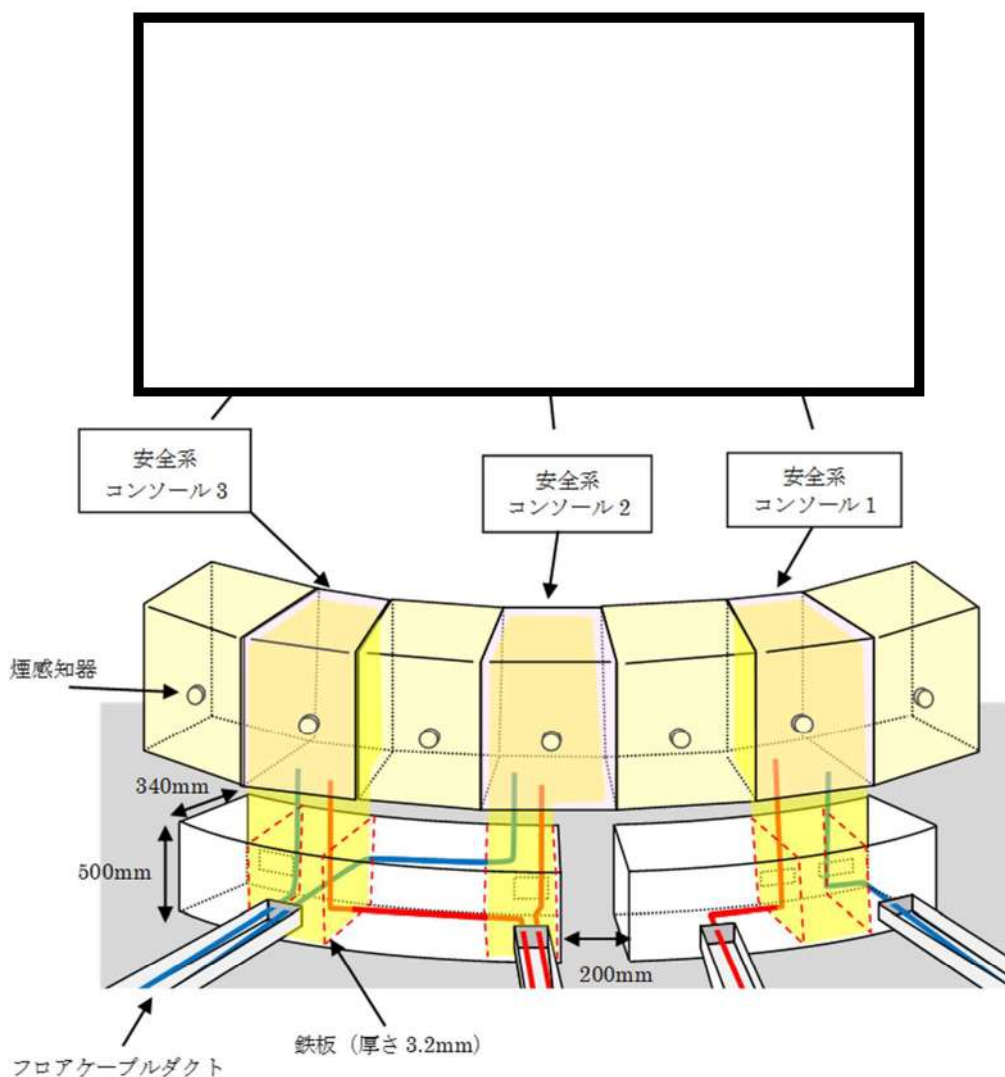 安全系
コンソール3
安全系
コンソール2
安全系
コンソール1
煙感知器
340mm
500mm
200mm
鉄板（厚さ 3.2mm）
フロアケーブルダクト